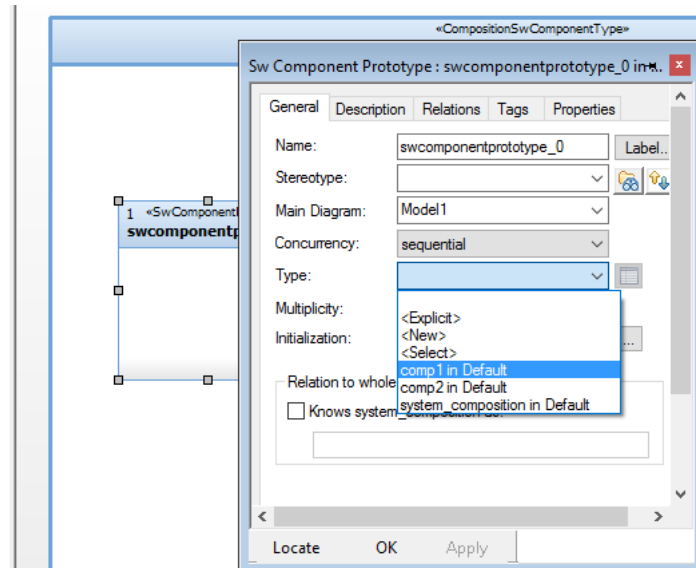 «CompositionSwComponentType»
Sw Component Prototype : swcomponentprototype_0 in
General Description Relations Tags Properties
Name: swcomponentprototype_0 Label..
Stereotype:
1 «SwComponent
swcomponentp
Main Diagram: Model1
Concurrency: sequential
Type:
Multiplicity:
<Explicit>
<New>
Initialization: ...
<Select>
comp1 in Default
Relation to whole
comp2 in Default
system_composition in Default
Knows system_
Locate OK Apply